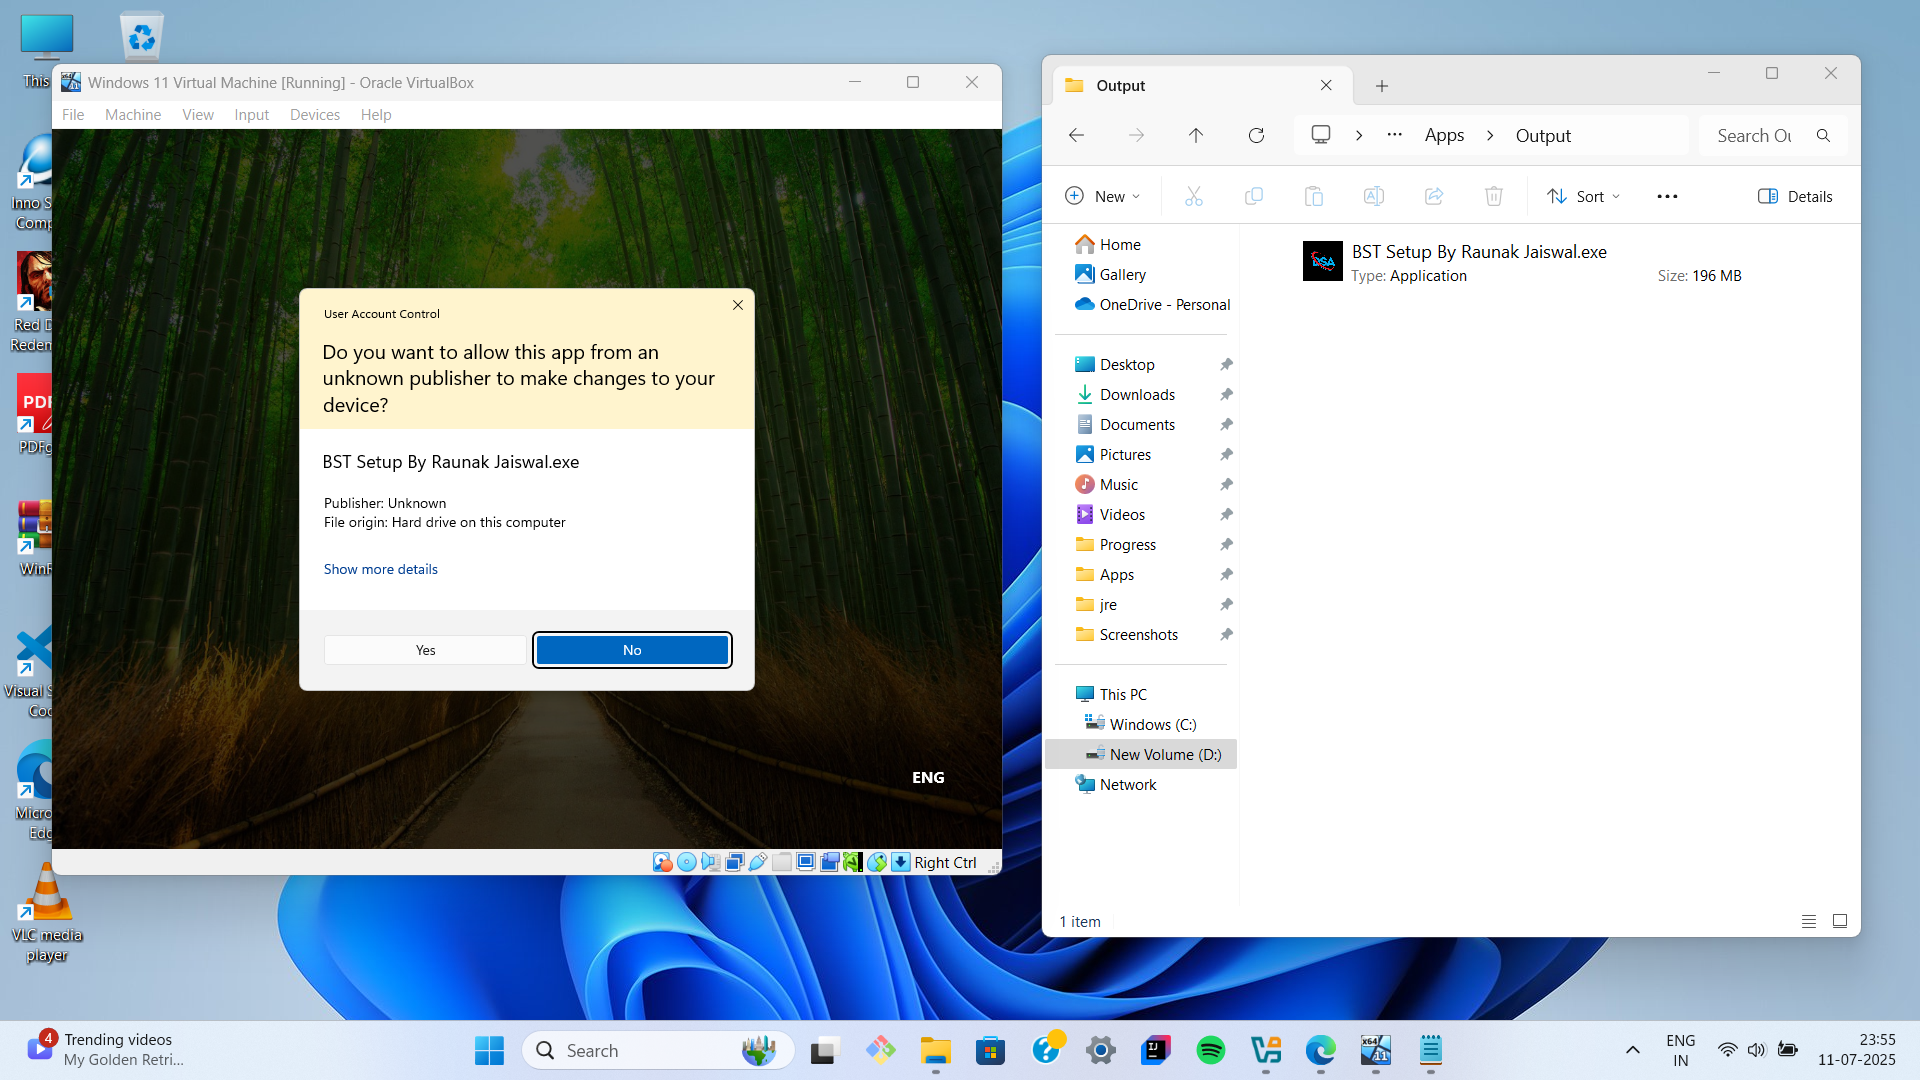 This
Inno S
Comp
Red D
Redem
PDF
PDFg
WinR
Visual S
Coc
Micro
Edg
VLC media
player
Windows 11 Virtual Machine [Running] - Oracle VirtualBox
File Machine View Input Devices Help
User Account Control
Do you want to allow this app from an
unknown publisher to make changes to your
device?
BST Setup By Raunak Jaiswal.exe
Publisher: Unknown
File origin: Hard drive on this computer
Show more details
Yes No
ENG
Right Ctrl
Output
Apps Output
Search Ou
New Sort Details
Home
Gallery
OneDrive - Personal
Desktop
Downloads
Documents
Pictures
Music
Videos
Progress
Apps
jre
Screenshots
This PC
Windows (C:)
New Volume (D:)
Network
DSA
BST Setup By Raunak Jaiswal.exe
Type: Application Size: 196 MB
1 item
4
Trending videos
My Golden Retri...
Search
IJ
x64
11
ENG
IN
23:55
11-07-2025